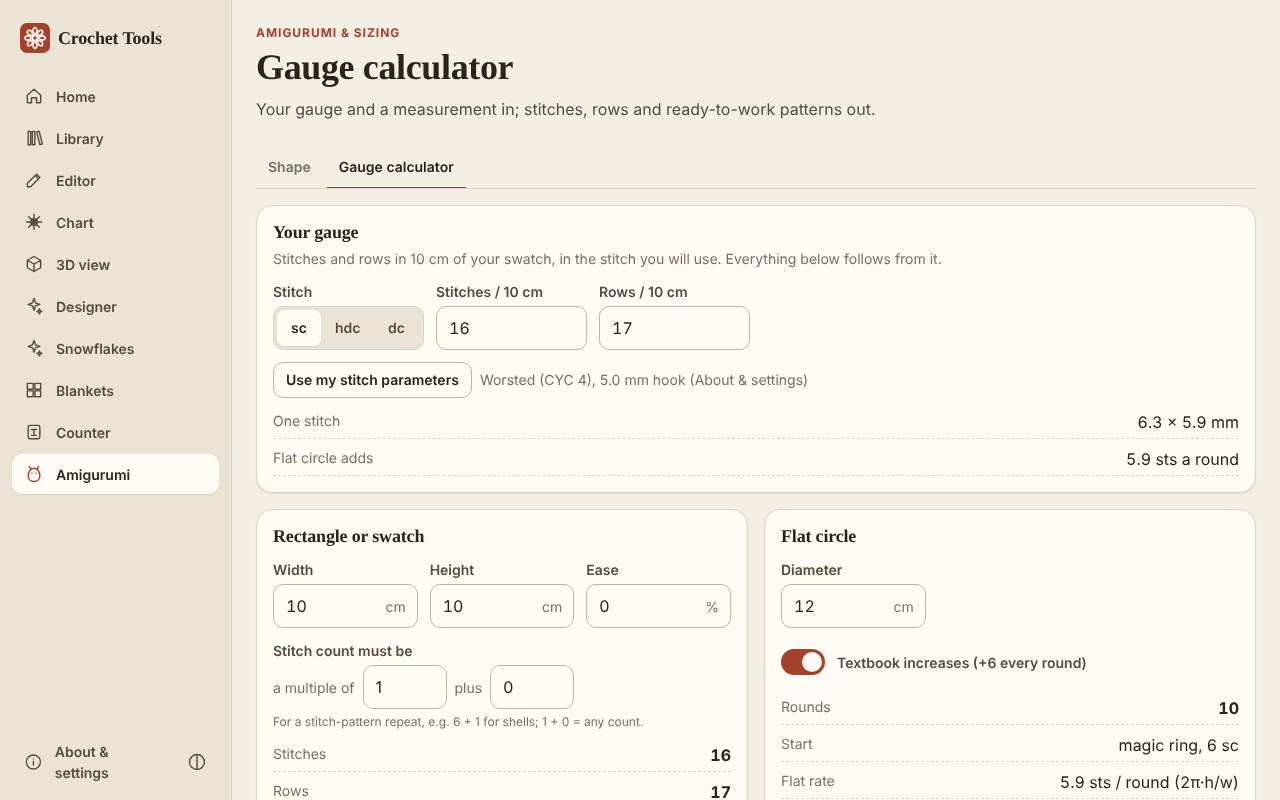 Crochet Tools
Home
Library
Editor
Chart
3D view
Designer
Snowflakes
Blankets
Counter
Amigurumi
About & settings
AMIGURUMI & SIZING
Gauge calculator
Your gauge and a measurement in; stitches, rows and ready-to-work patterns out.
Shape Gauge calculator
Your gauge
Stitches and rows in 10 cm of your swatch, in the stitch you will use. Everything below follows from it.
Stitch Stitches / 10 cm Rows / 10 cm
sc hdc dc 16 17
Use my stitch parameters Worsted (CYC 4), 5.0 mm hook (About & settings)
One stitch 6.3 × 5.9 mm
Flat circle adds 5.9 sts a round
Rectangle or swatch
Width Height Ease
10 cm 10 cm 0 %
Stitch count must be
a multiple of 1 plus 0
For a stitch-pattern repeat, e.g. 6 + 1 for shells; 1 + 0 = any count.
Stitches 16
Rows 17
Flat circle
Diameter
12 cm
Textbook increases (+6 every round)
Rounds 10
Start magic ring, 6 sc
Flat rate 5.9 sts / round (2π·h/w)